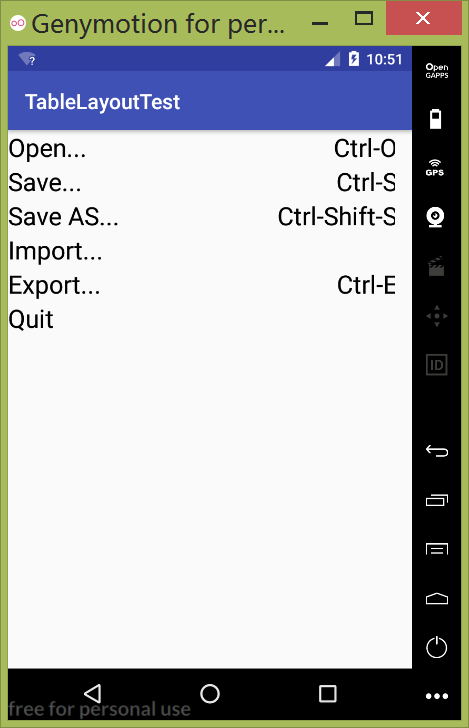 Genymotion for per...
10:51
TableLayoutTest
Open... Ctrl-O
Save... Ctrl-S
Save AS... Ctrl-Shift-S
Import...
Export... Ctrl-E
Quit
free for personal use
Open
GAPPS
GPS
ID